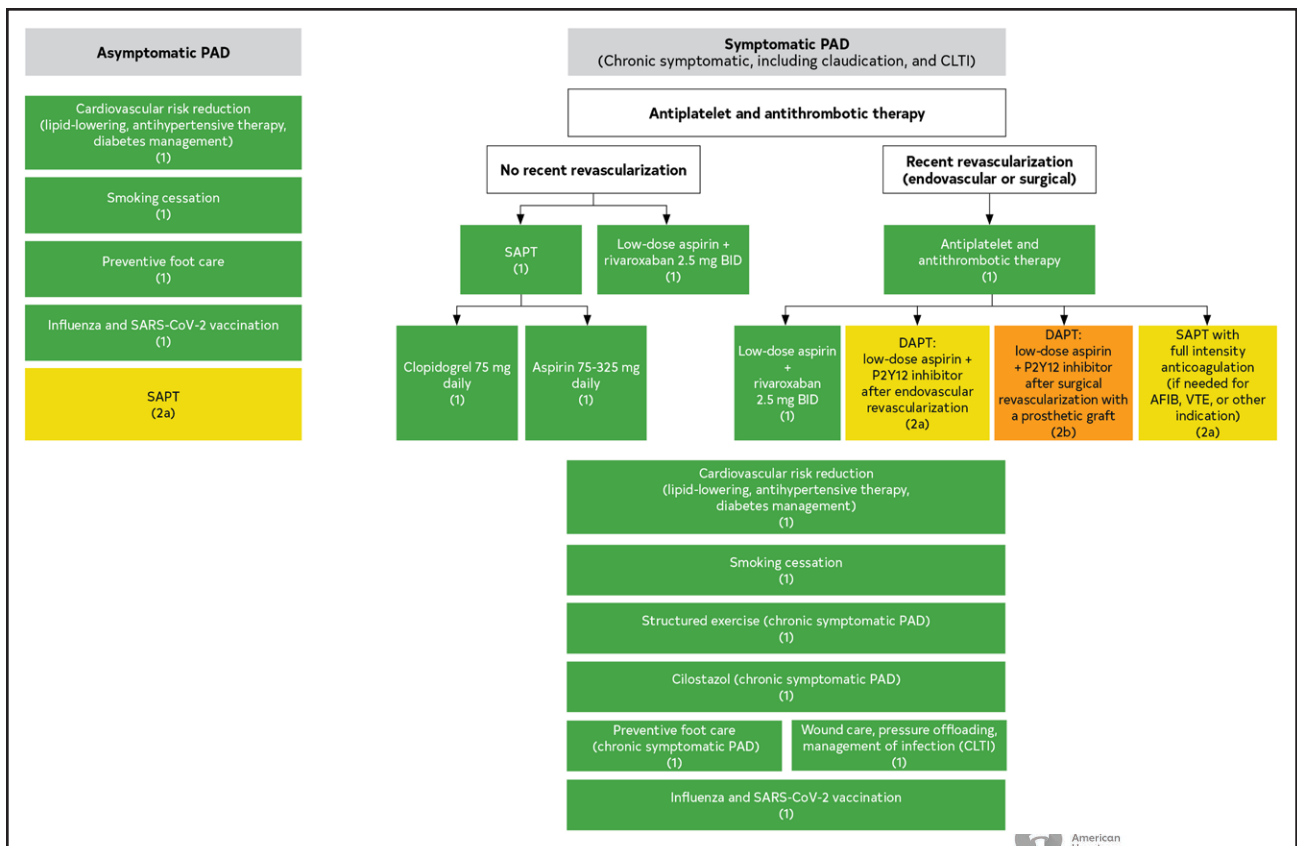 Asymptomatic PAD
Cardiovascular risk reduction
(lipid-lowering, antihypertensive therapy,
diabetes management)
(1)
Smoking cessation
(1)
Preventive foot care
(1)
Influenza and SARS-CoV-2 vaccination
(1)
SAPT
(2a)
Symptomatic PAD
(Chronic symptomatic, including claudication, and CLTI)
Antiplatelet and antithrombotic therapy
No recent revascularization
SAPT
(1)
Low-dose aspirin +
rivaroxaban 2.5 mg BID
(1)
Clopidogrel 75 mg
daily
(1)
Aspirin 75-325 mg
daily
(1)
Recent revascularization
(endovascular or surgical)
Antiplatelet and
antithrombotic therapy
(1)
Low-dose aspirin
+
rivaroxaban
2.5 mg BID
(1)
DAPT:
low-dose aspirin +
P2Y12 inhibitor
after endovascular
revascularization
(2a)
DAPT:
low-dose aspirin
+ P2Y12 inhibitor
after surgical
revascularization with
a prosthetic graft
(2b)
SAPT with
full intensity
anticoagulation
(if needed for
AFIB, VTE, or other
indication)
(2a)
Cardiovascular risk reduction
(lipid-lowering, antihypertensive therapy,
diabetes management)
(1)
Smoking cessation
(1)
Structured exercise (chronic symptomatic PAD)
(1)
Cilostazol (chronic symptomatic PAD)
(1)
Preventive foot care
(chronic symptomatic PAD)
(1)
Wound care, pressure offloading,
management of infection (CLTI)
(1)
Influenza and SARS-CoV-2 vaccination
(1)
American